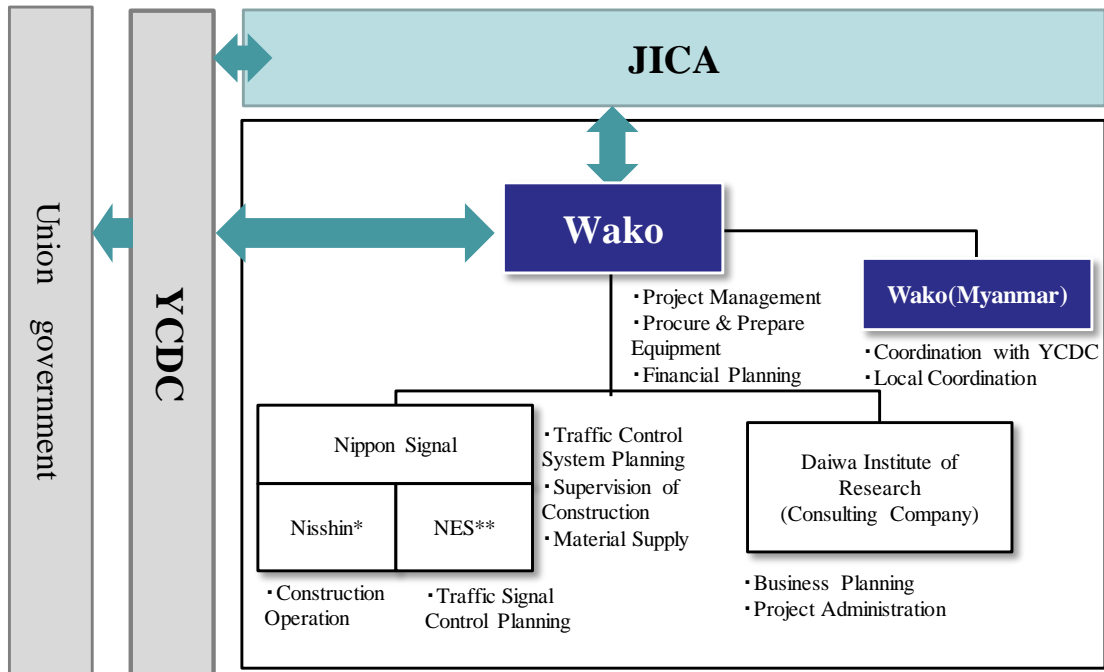 Union government
YCDC
JICA
Wako
・Project Management
・Procure & Prepare
Equipment
・Financial Planning
Wako(Myanmar)
・Coordination with YCDC
・Local Coordination
Nippon Signal
Nisshin*
NES**
・Traffic Control
System Planning
・Supervision of
Construction
・Material Supply
・Construction
Operation
・Traffic Signal
Control Planning
Daiwa Institute of
Research
(Consulting Company)
・Business Planning
・Project Administration